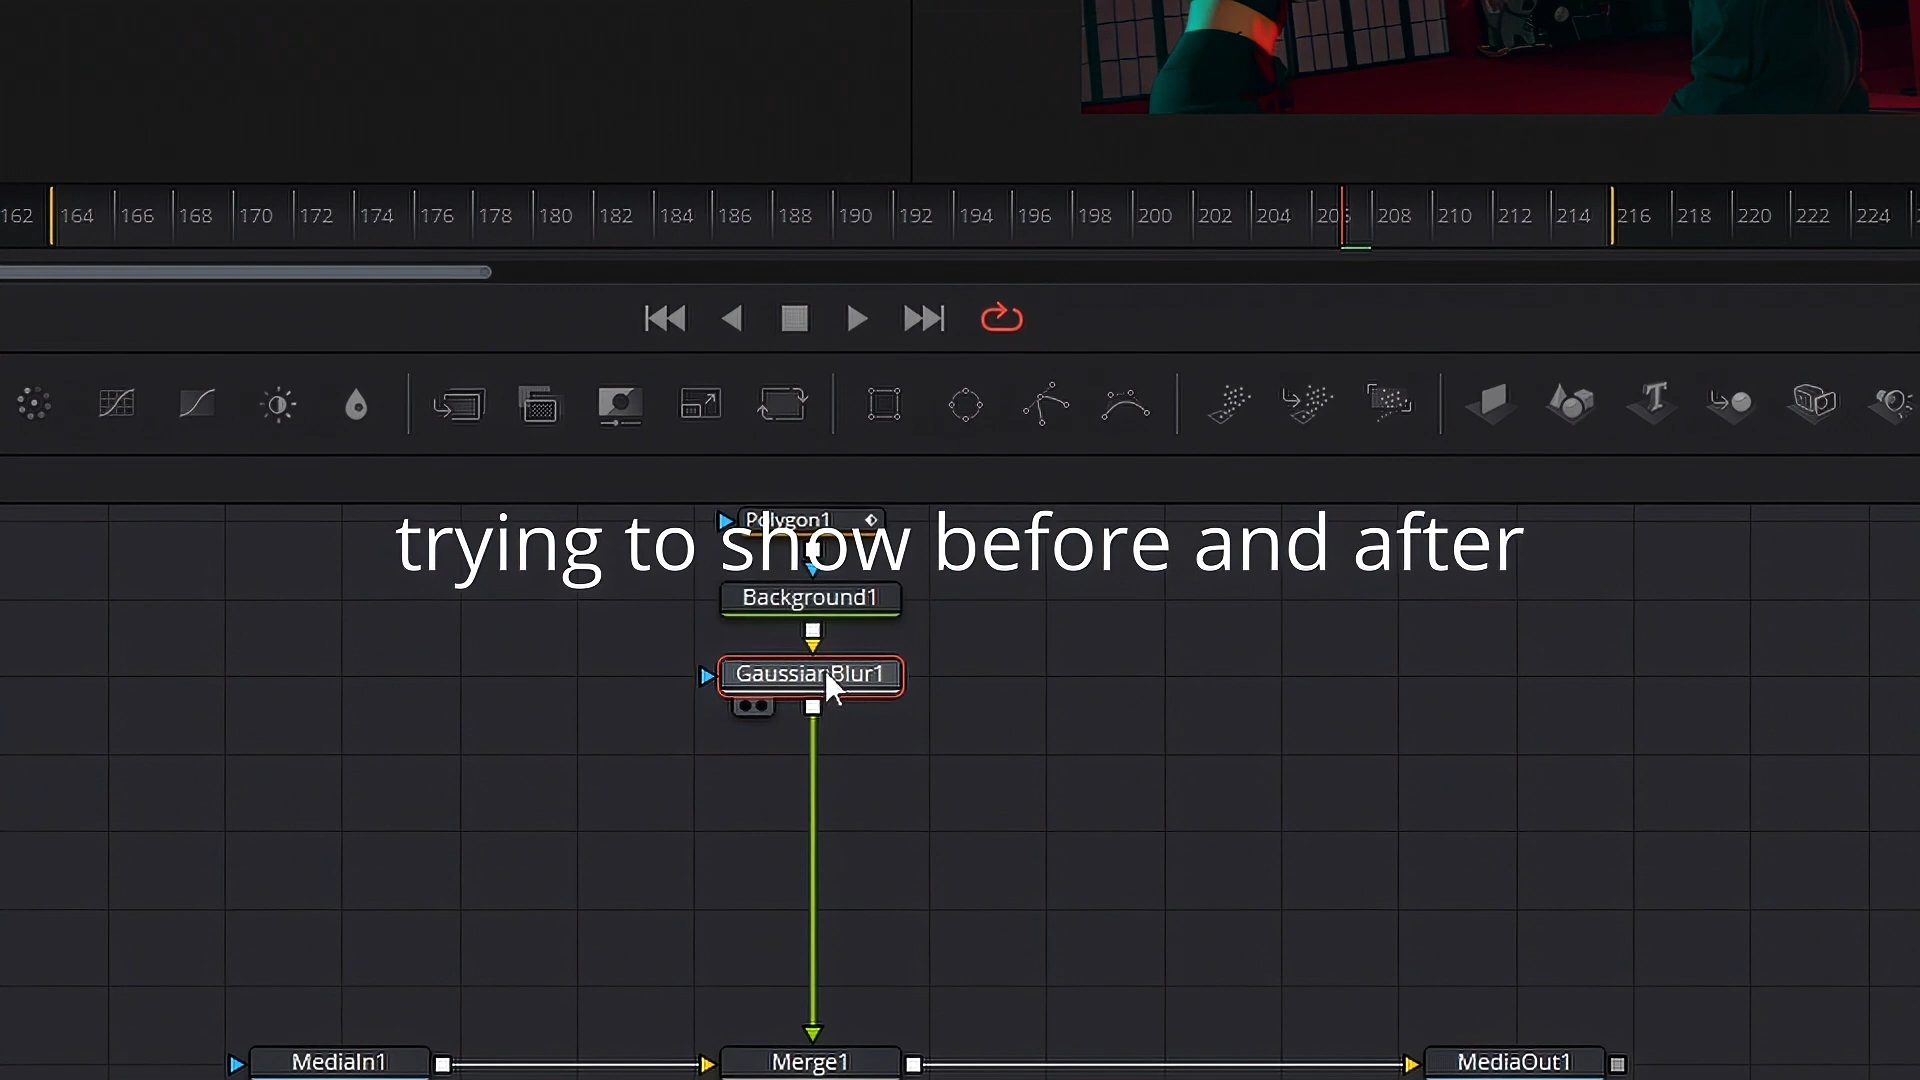 162 164 166 168 170 172 174 176 178 180 182 184 186 188 190 192 194 196 198 200 202 204 208 210 212 214 216 218 220 222 224
Polygon1
trying to show before and after
Background1
GaussianBlur1
MediaIn1 Merge1 MediaOut1